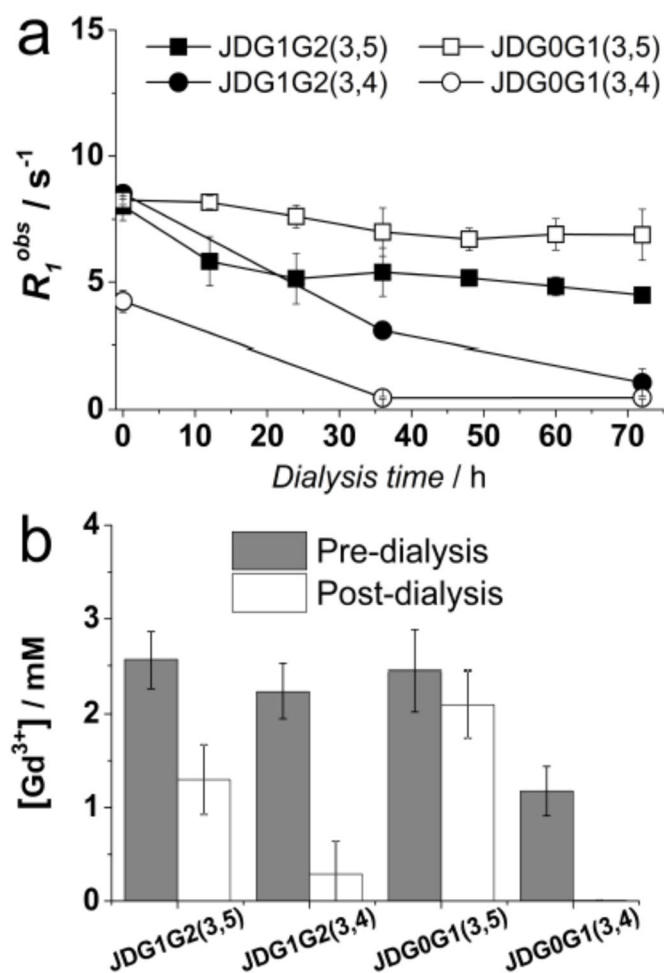 a
JDG1G2(3,5) JDG0G1(3,5)
JDG1G2(3,4) JDG0G1(3,4)
15
10
5
0
R₁ᵒᵇˢ / s⁻¹
0 10 20 30 40 50 60 70
Dialysis time / h
b
Pre-dialysis
Post-dialysis
4
3
2
1
0
[Gd³⁺] / mM
JDG1G2(3,5) JDG1G2(3,4) JDG0G1(3,5) JDG0G1(3,4)